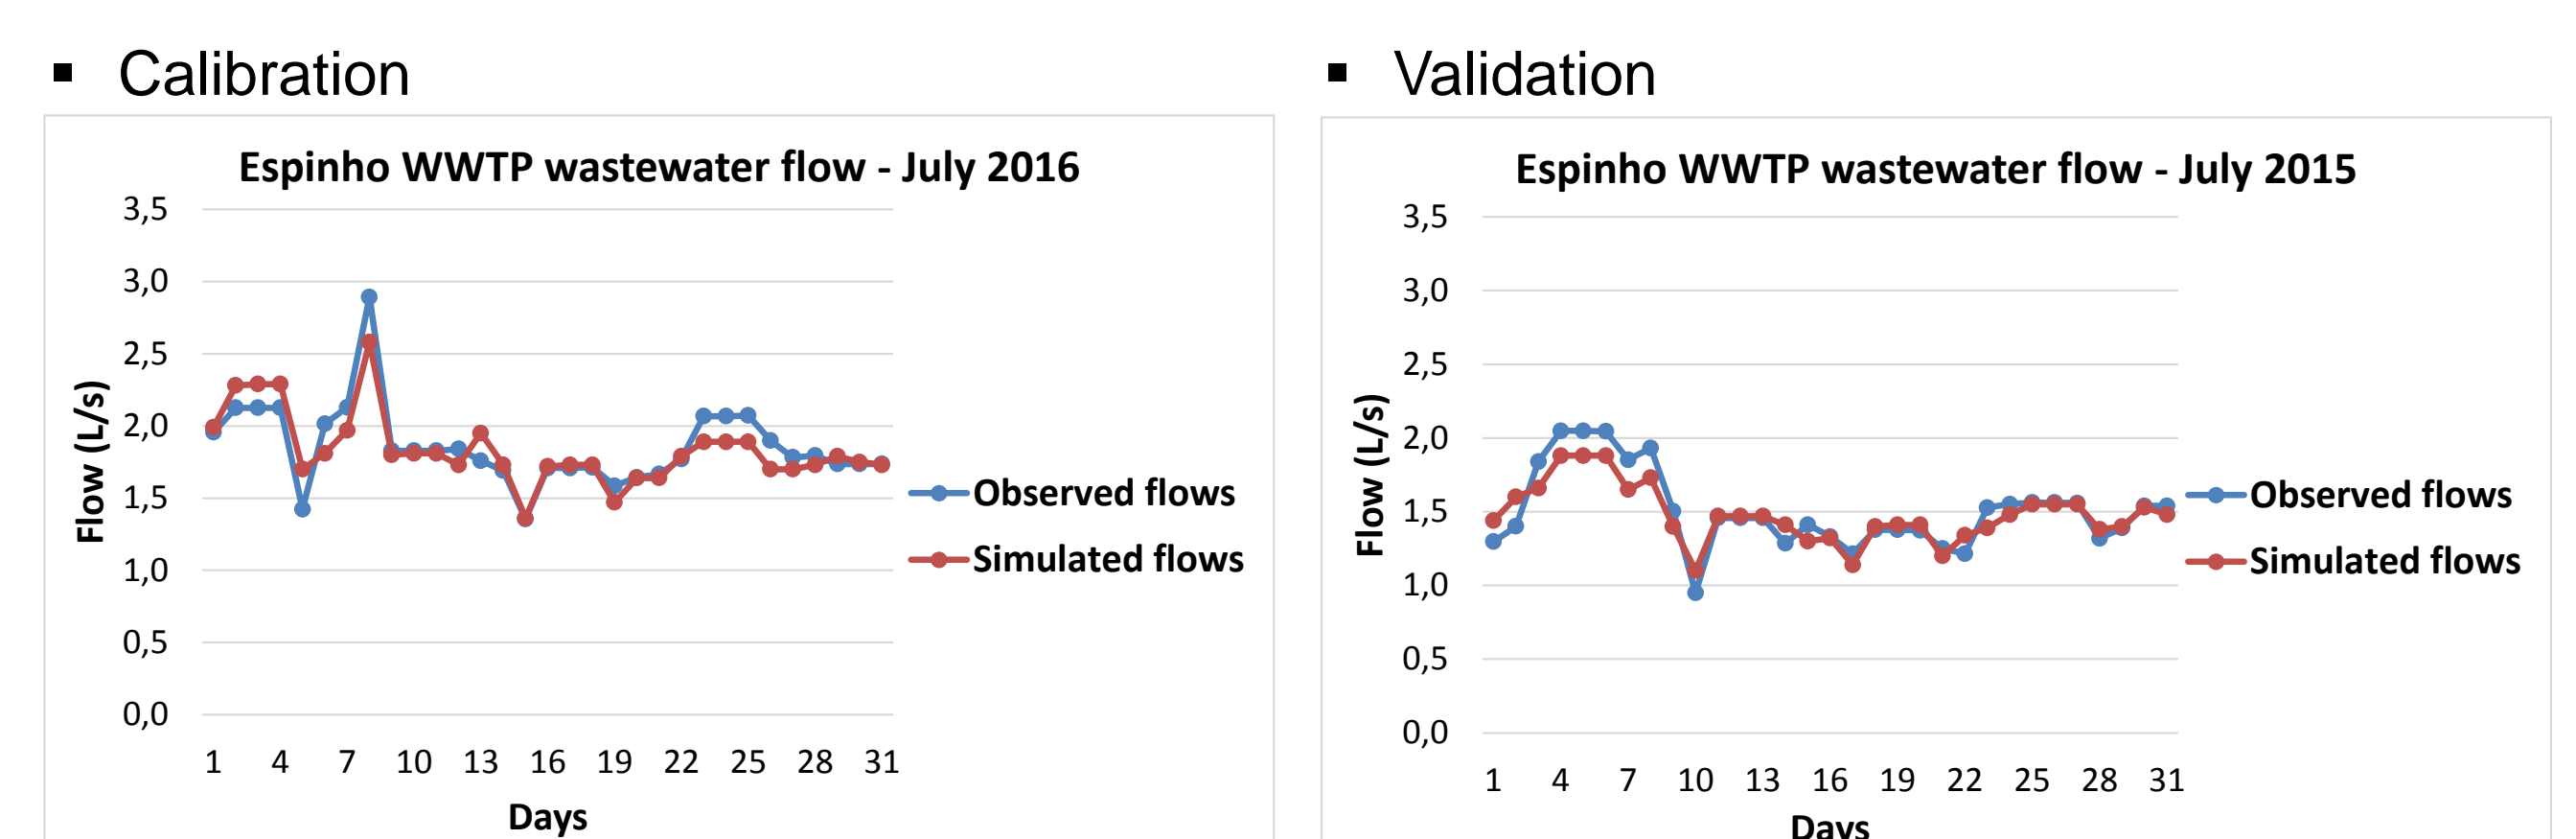 ▪ Calibration
Espinho WWTP wastewater flow - July 2016
3,5
3,0
2,5
2,0
1,5
1,0
0,5
0,0
Flow (L/s)
1 4 7 10 13 16 19 22 25 28 31
Days
Observed flows
Simulated flows
▪ Validation
Espinho WWTP wastewater flow - July 2015
3,5
3,0
2,5
2,0
1,5
1,0
0,5
0,0
Flow (L/s)
1 4 7 10 13 16 19 22 25 28 31
Days
Observed flows
Simulated flows